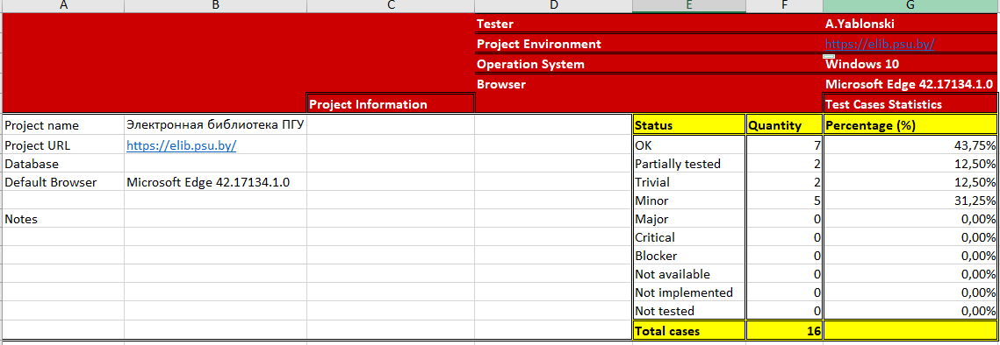 A B C D E F G
Tester A.Yablonski
Project Environment https://elib.psu.by/
Operation System Windows 10
Browser Microsoft Edge 42.17134.1.0
Project Information Test Cases Statistics
Project name Электронная библиотека ПГУ Status Quantity Percentage (%)
Project URL https://elib.psu.by/ OK 7 43,75%
Database Partially tested 2 12,50%
Default Browser Microsoft Edge 42.17134.1.0 Trivial 2 12,50%
Minor 5 31,25%
Notes Major 0 0,00%
Critical 0 0,00%
Blocker 0 0,00%
Not available 0 0,00%
Not implemented 0 0,00%
Not tested 0 0,00%
Total cases 16